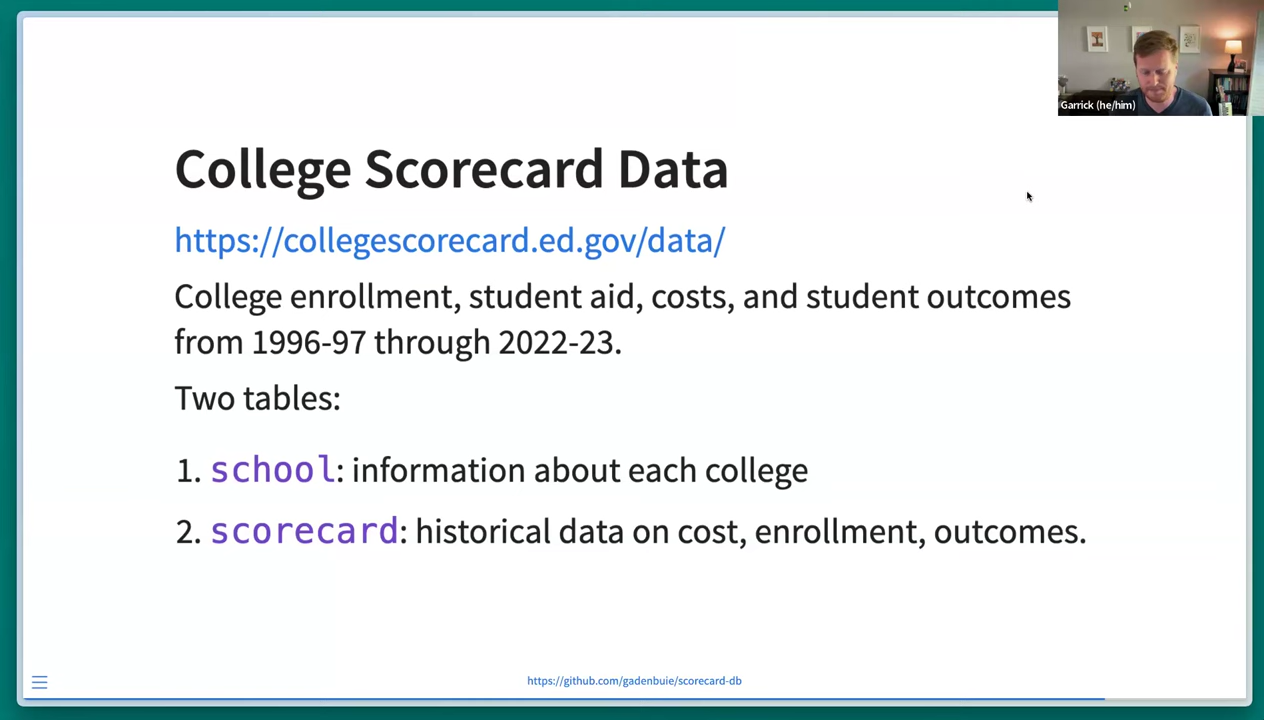 Garrick (he/him)
College Scorecard Data
https://collegescorecard.ed.gov/data/
College enrollment, student aid, costs, and student outcomes
from 1996-97 through 2022-23.
Two tables:
1. school: information about each college
2. scorecard: historical data on cost, enrollment, outcomes.
https://github.com/gadenbuie/scorecard-db